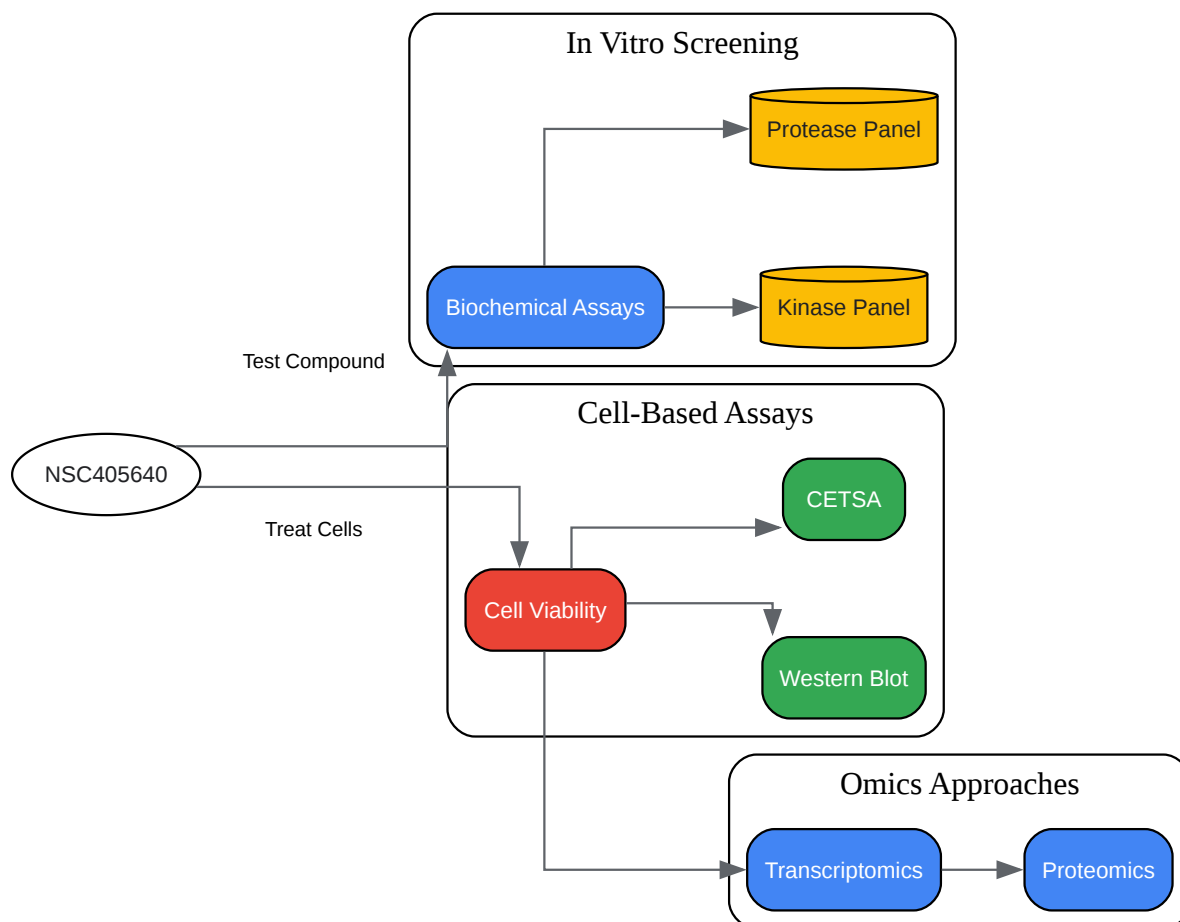 In Vitro Screening
Protease Panel
Biochemical Assays
Kinase Panel
Test Compound
Cell-Based Assays
NSC405640
CETSA
Treat Cells
Cell Viability
Western Blot
Omics Approaches
Transcriptomics
Proteomics